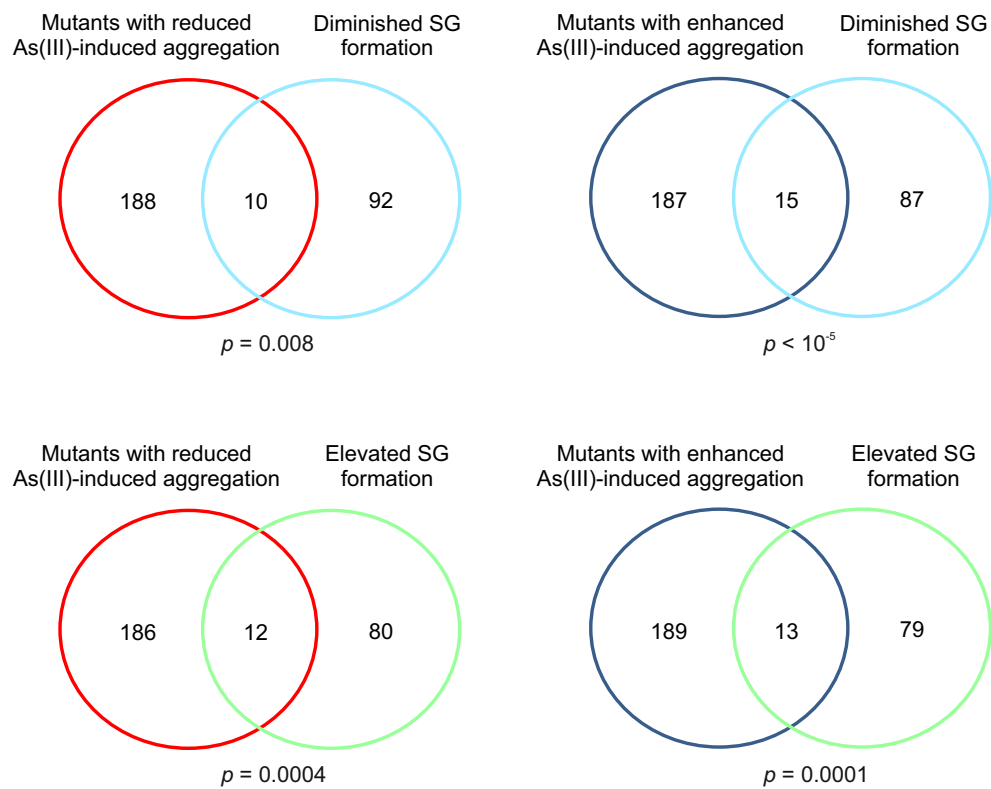 Mutants with reduced
As(III)-induced aggregation
Diminished SG
formation
188
10
92
p = 0.008
Mutants with enhanced
As(III)-induced aggregation
Diminished SG
formation
187
15
87
p < 10⁻⁵
Mutants with reduced
As(III)-induced aggregation
Elevated SG
formation
186
12
80
p = 0.0004
Mutants with enhanced
As(III)-induced aggregation
Elevated SG
formation
189
13
79
p = 0.0001